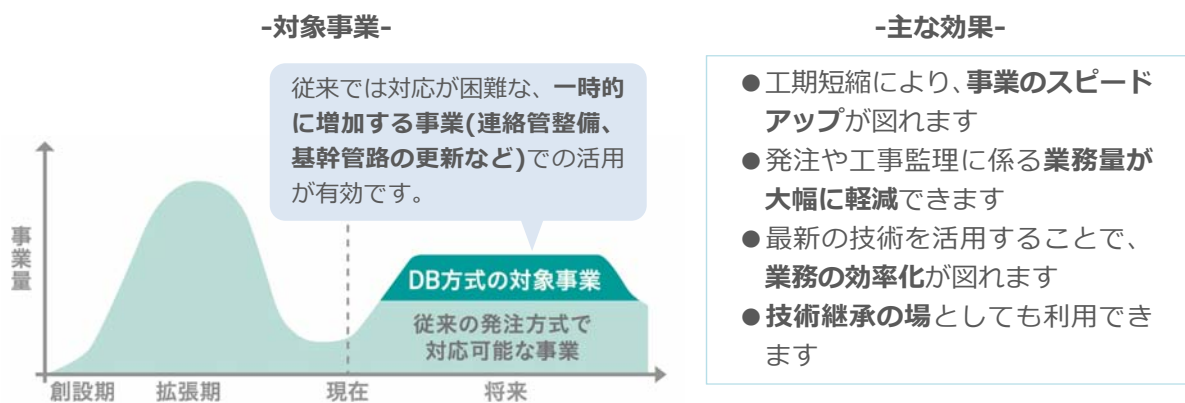 -対象事業-
従来では対応が困難な、一時的
に増加する事業(連絡管整備、
基幹管路の更新など)での活用
が有効です。
事業量
DB方式の対象事業
従来の発注方式で
対応可能な事業
創設期
拡張期
現在
将来
-主な効果-
●工期短縮により、事業のスピード
アップが図れます
●発注や工事監理に係る業務量が
大幅に軽減できます
●最新の技術を活用することで、
業務の効率化が図れます
●技術継承の場としても利用でき
ます